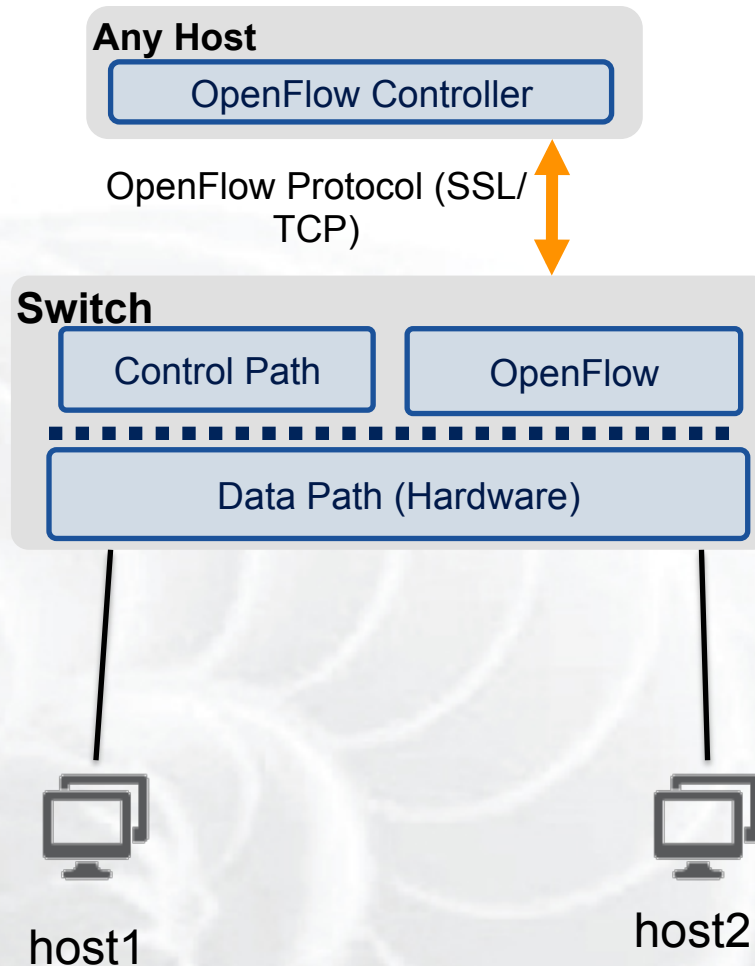 Any Host
OpenFlow Controller
OpenFlow Protocol (SSL/
TCP)
Switch
Control Path
OpenFlow
Data Path (Hardware)
host1
host2